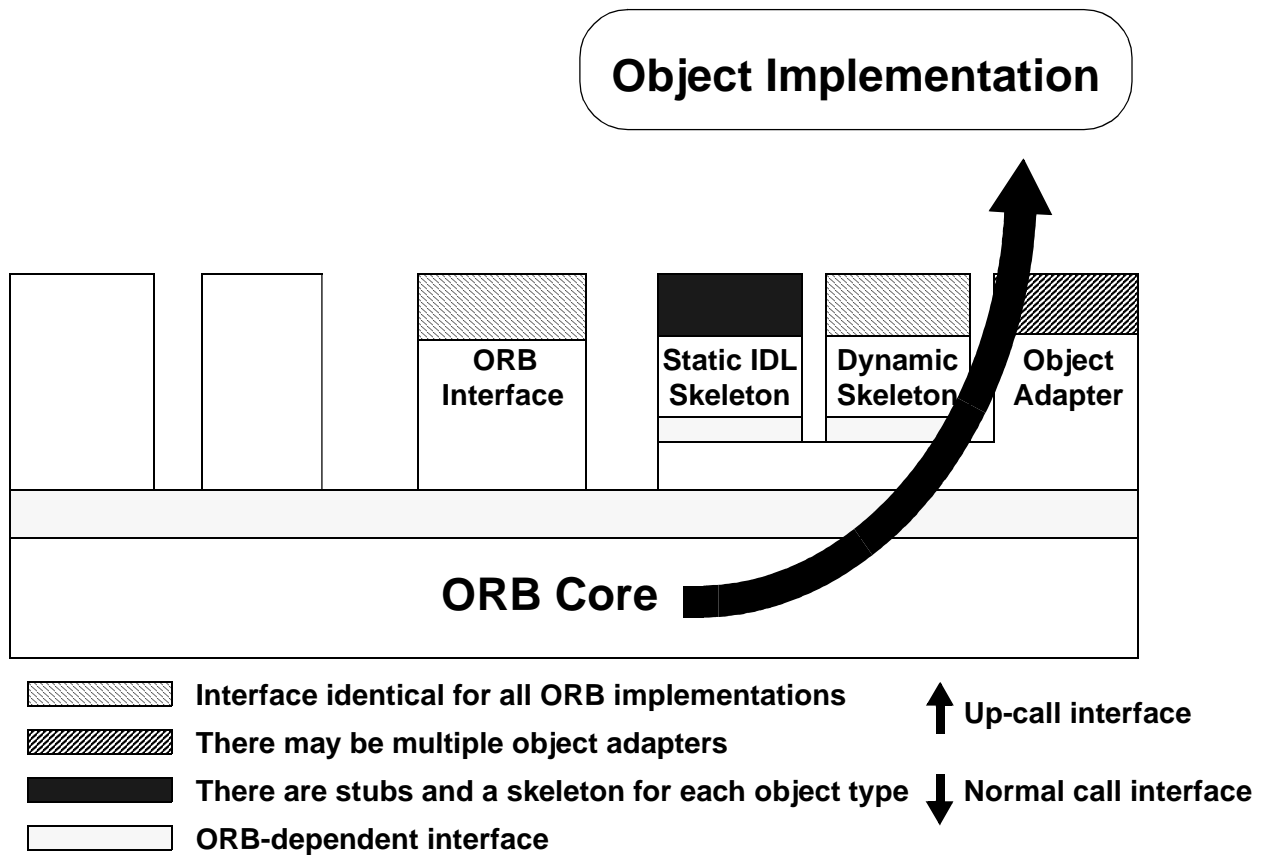 Object Implementation
ORB
Interface
Static IDL
Skeleton
Dynamic
Skeleton
Object
Adapter
ORB Core
Interface identical for all ORB implementations
There may be multiple object adapters
There are stubs and a skeleton for each object type
ORB-dependent interface
Up-call interface
Normal call interface